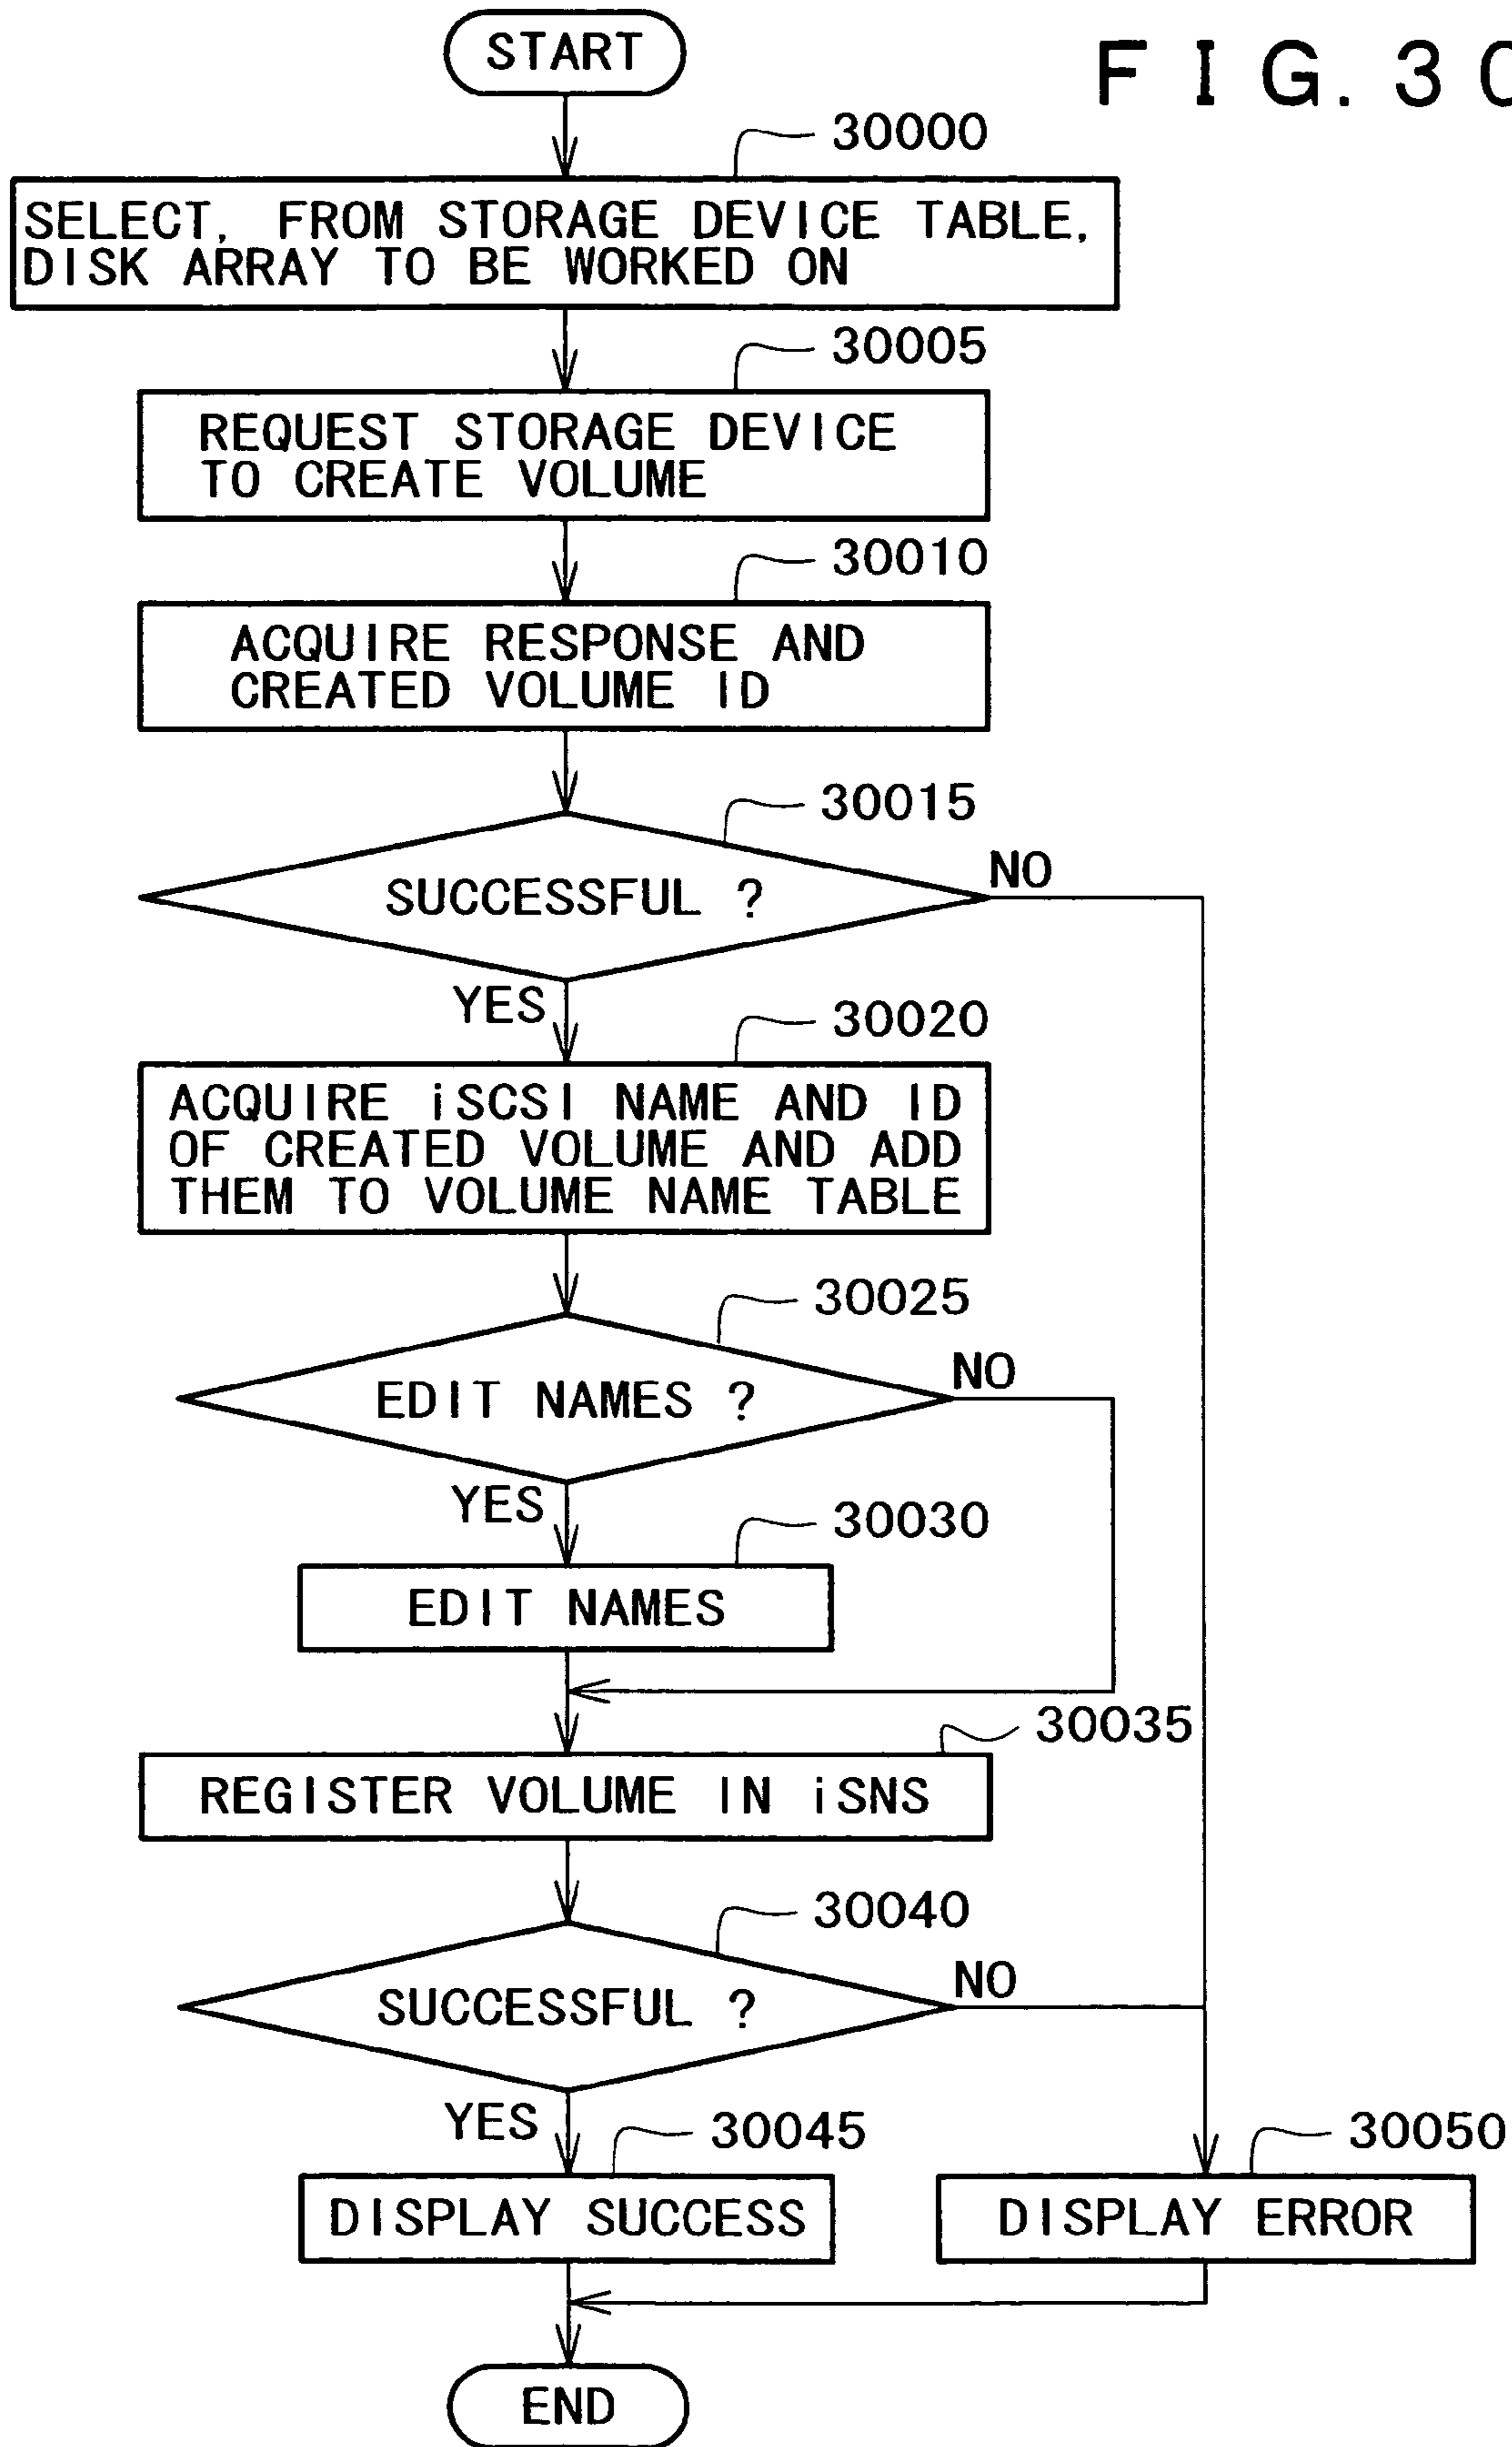 START
FIG. 30
30000
SELECT, FROM STORAGE DEVICE TABLE,
DISK ARRAY TO BE WORKED ON
30005
REQUEST STORAGE DEVICE
TO CREATE VOLUME
30010
ACQUIRE RESPONSE AND
CREATED VOLUME ID
30015
SUCCESSFUL ?
NO
YES
30020
ACQUIRE iSCSI NAME AND ID
OF CREATED VOLUME AND ADD
THEM TO VOLUME NAME TABLE
30025
EDIT NAMES ?
NO
YES
30030
EDIT NAMES
30035
REGISTER VOLUME IN iSNS
30040
SUCCESSFUL ?
NO
YES
30045
30050
DISPLAY SUCCESS
DISPLAY ERROR
END